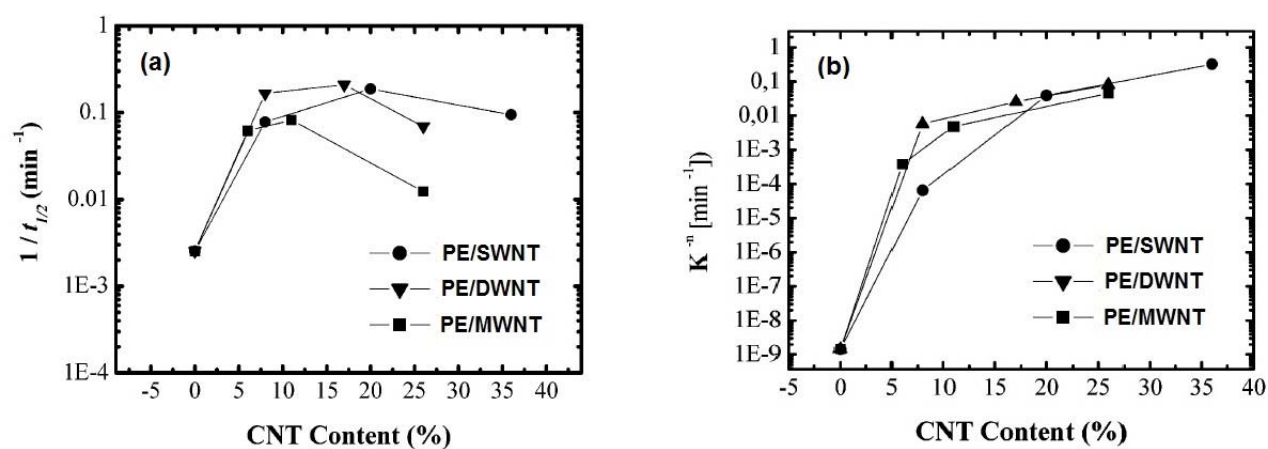 (a)
1 / t1/2 (min -1)
1
0.1
0.01
1E-3
1E-4
-5 0 5 10 15 20 25 30 35 40
CNT Content (%)
PE/SWNT
PE/DWNT
PE/MWNT
(b)
K-n [min -1])
1
0,1
0,01
1E-3
1E-4
1E-5
1E-6
1E-7
1E-8
1E-9
-5 0 5 10 15 20 25 30 35 40
CNT Content (%)
PE/SWNT
PE/DWNT
PE/MWNT